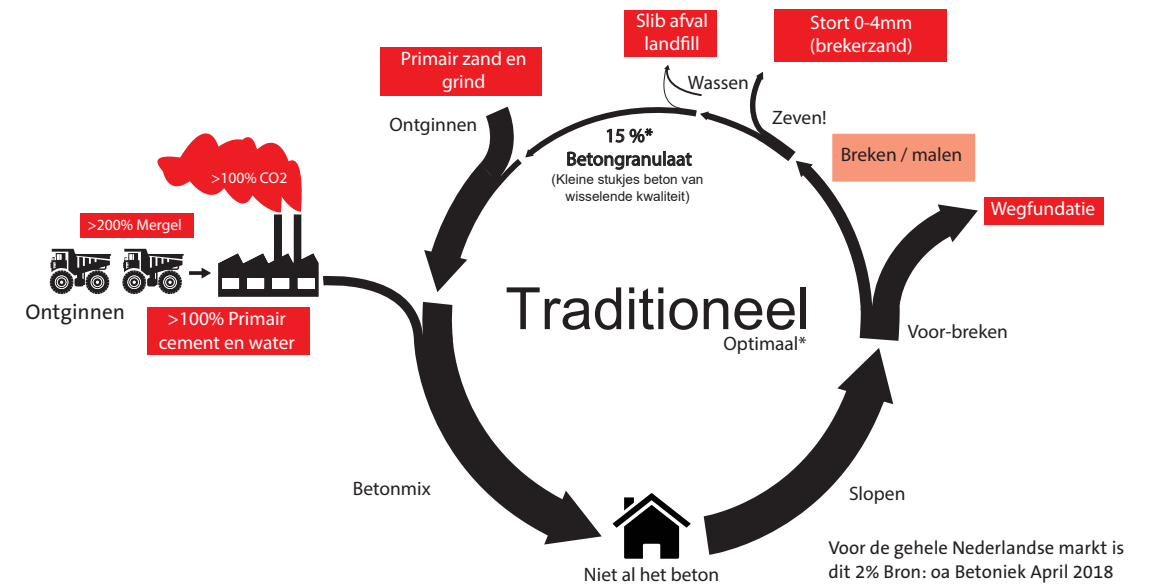 Slib afval
landfill
Stort 0-4mm
(brekerzand)
Primair zand en
grind
Wassen
Zeven!
Ontginnen
15 %*
Betongranulaat
(Kleine stukjes beton van
wisselende kwaliteit)
Breken / malen
>100% CO2
Wegfundatie
>200% Mergel
Ontginnen
>100% Primair
cement en water
Traditioneel
Optimaal*
Voor-breken
Betonmix
Slopen
Niet al het beton
Voor de gehele Nederlandse markt is
dit 2% Bron: oa Betoniek April 2018